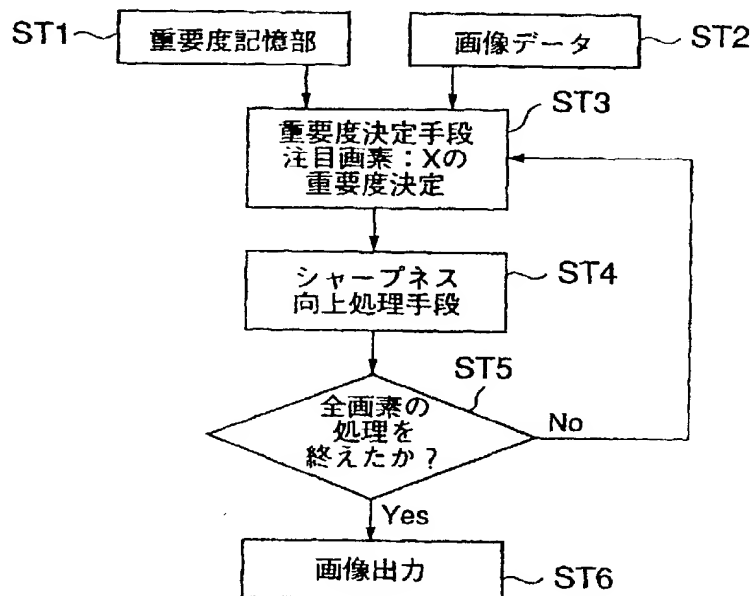 ST1
重要度記憶部
画像データ
ST2
ST3
重要度決定手段
注目画素：Xの
重要度決定
ST4
シャープネス
向上処理手段
ST5
全画素の
処理を
終えたか？
No
Yes
画像出力
ST6